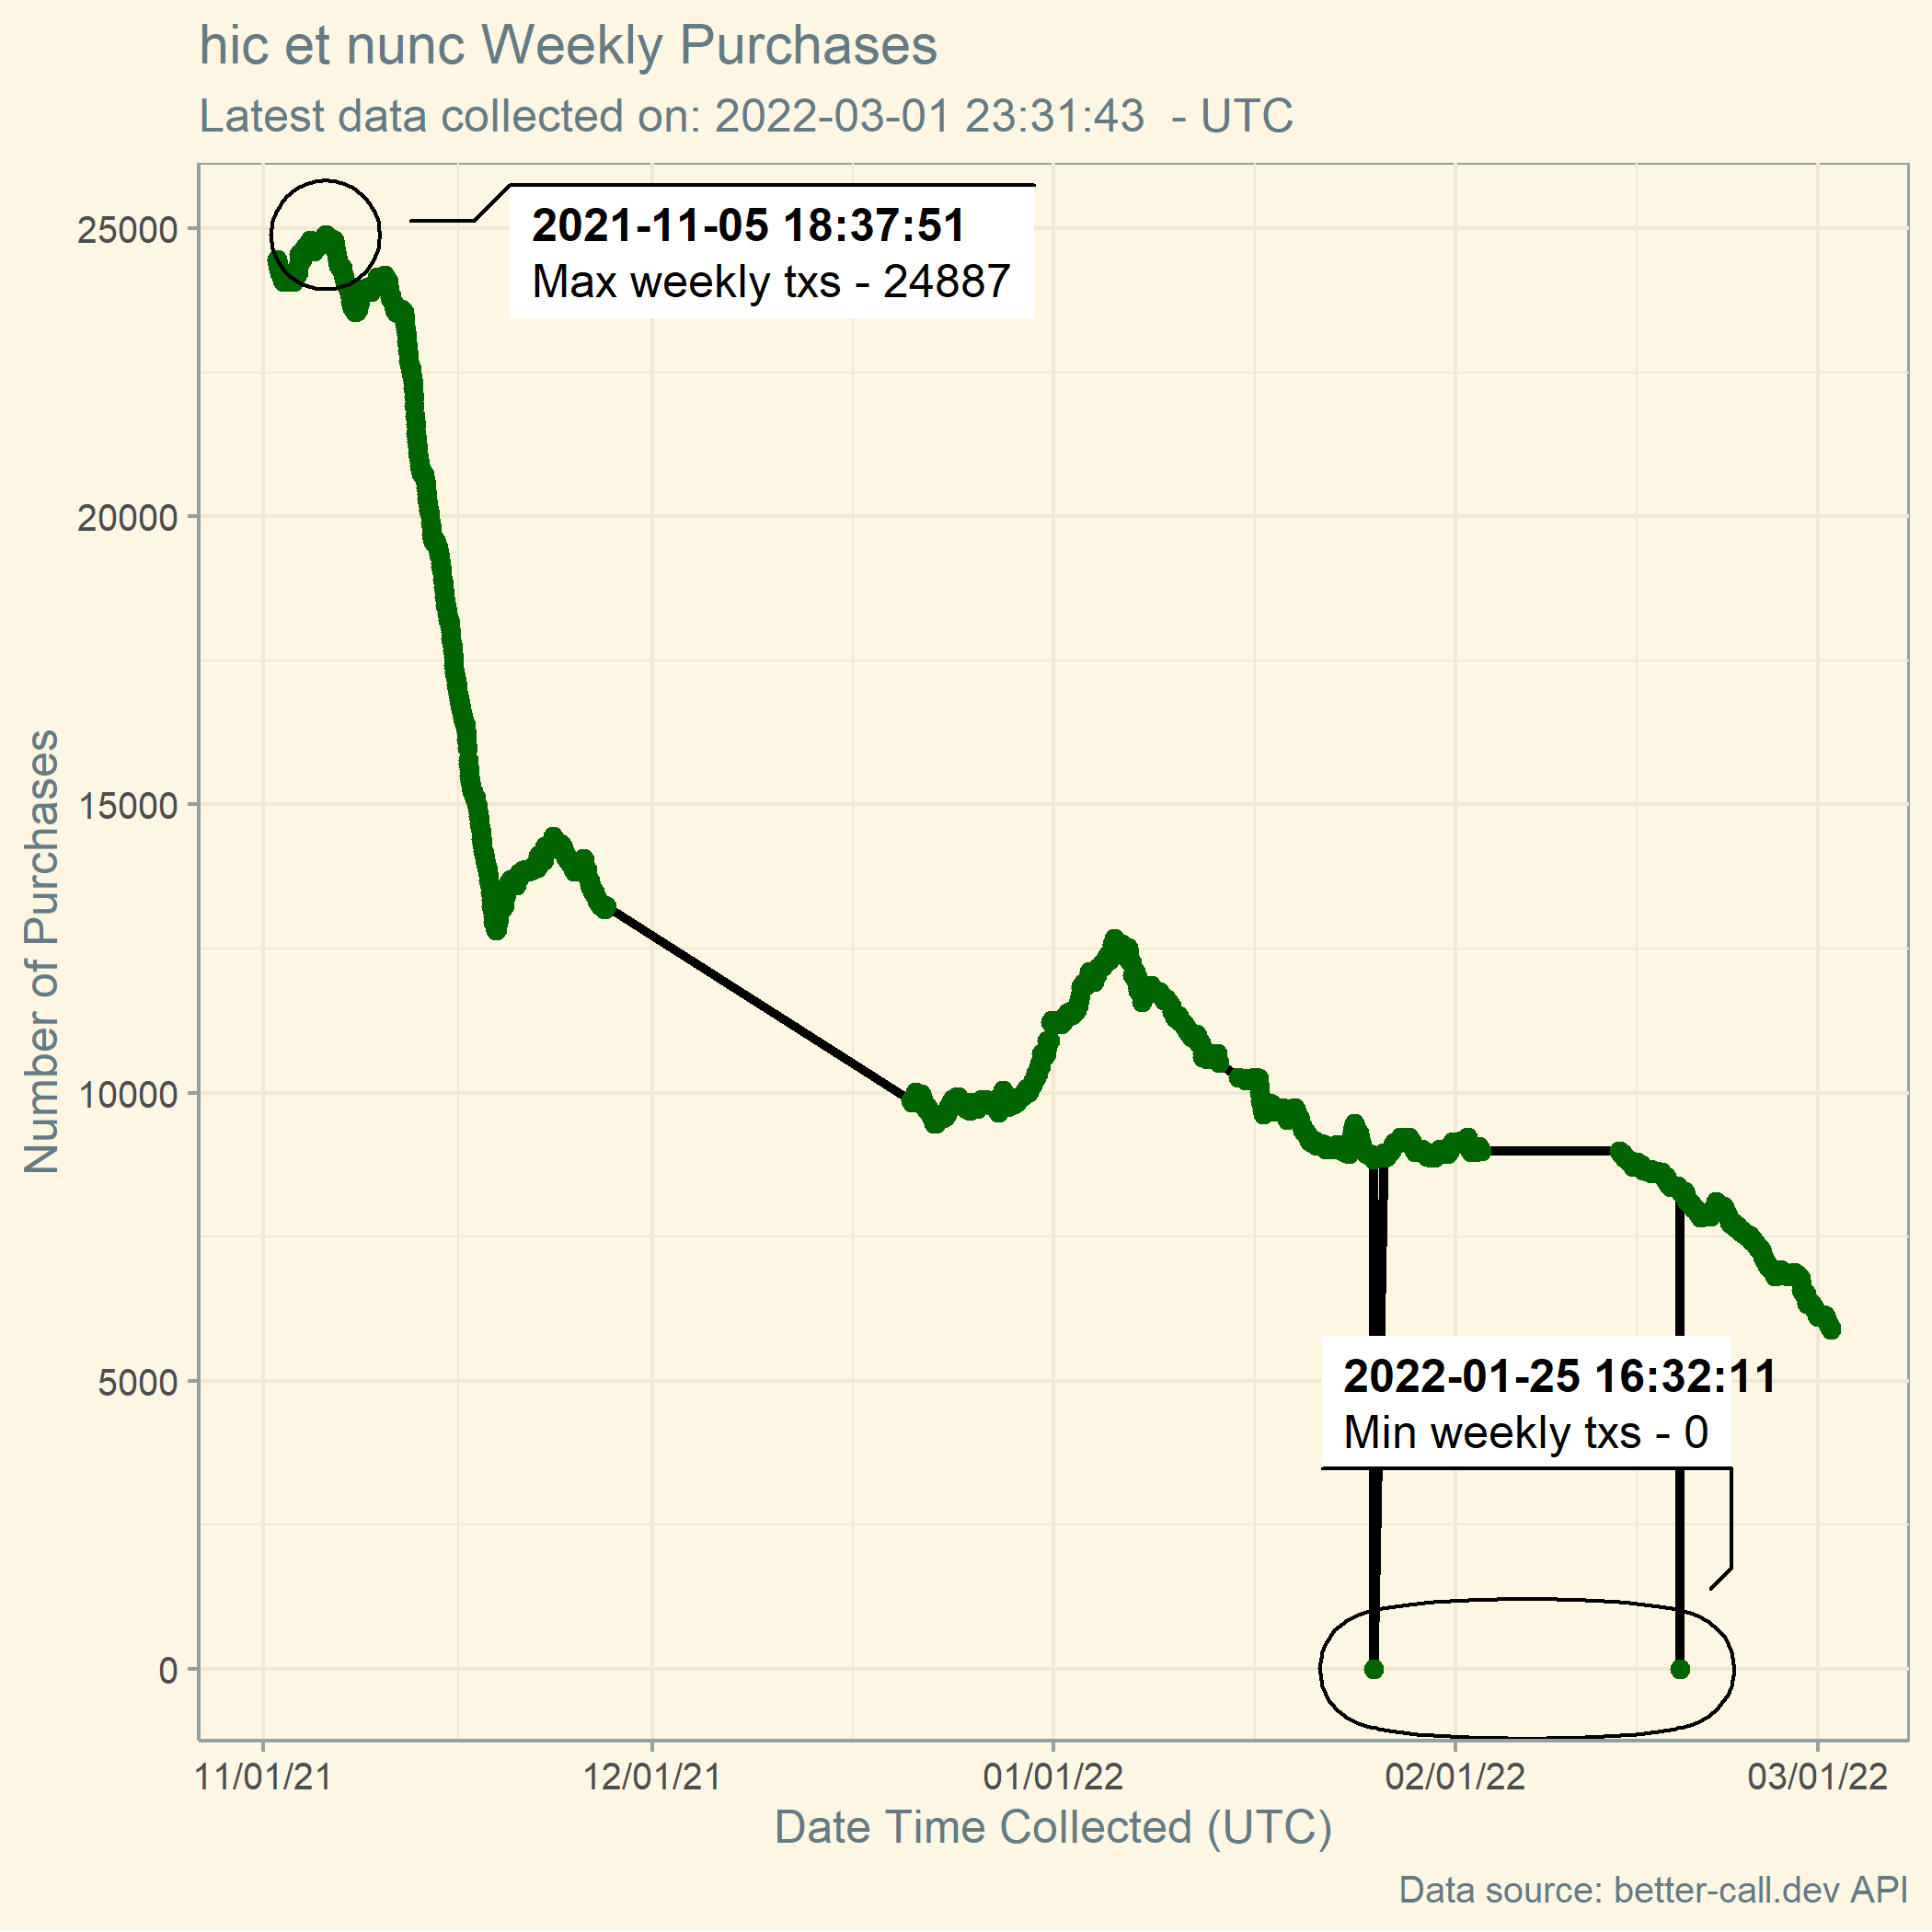 hic et nunc Weekly Purchases
Latest data collected on: 2022-03-01 23:31:43  - UTC
2021-11-05 18:37:51
Max weekly txs - 24887
25000
20000
15000
10000
5000
0
Number of Purchases
2022-01-25 16:32:11
Min weekly txs - 0
11/01/21 12/01/21 01/01/22 02/01/22 03/01/22
Date Time Collected (UTC)
Data source: better-call.dev API